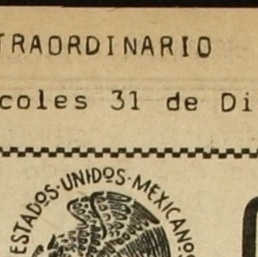 TRAORDINARIO
coles 31 de Di
ESTADOS UNIDOS MEXICANOS